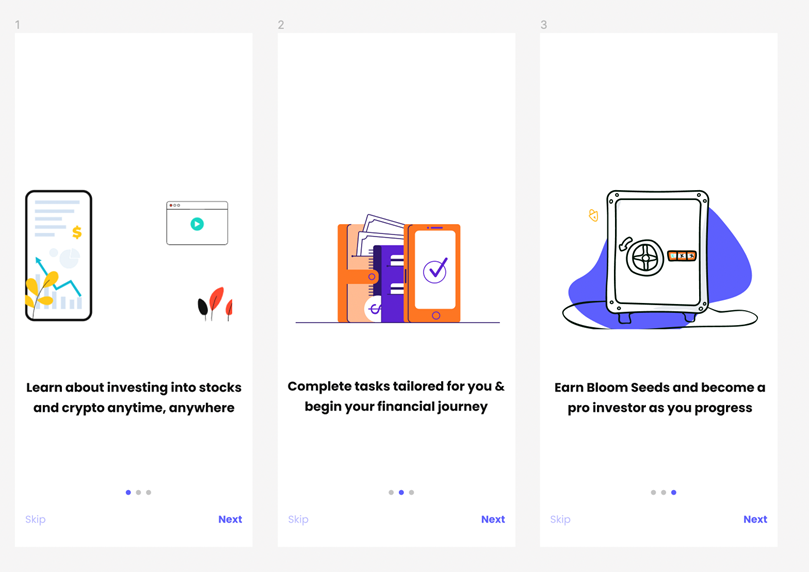 1
2
3
$
Learn about investing into stocks
and crypto anytime, anywhere
Complete tasks tailored for you &
begin your financial journey
Earn Bloom Seeds and become a
pro investor as you progress
Skip
Next
Skip
Next
Skip
Next